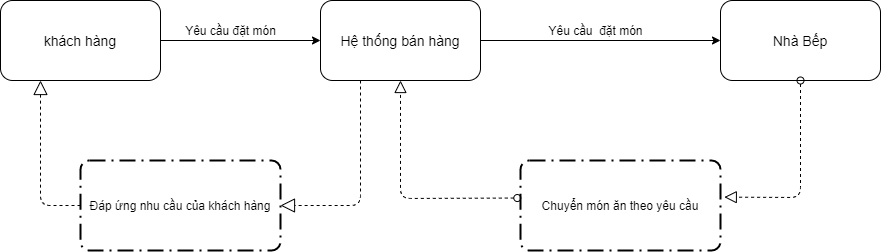 khách hàng
Yêu cầu đặt món
Hệ thống bán hàng
Yêu cầu  đặt món
Nhà Bếp
Đáp ứng nhu cầu của khách hàng
Chuyển món ăn theo yêu cầu